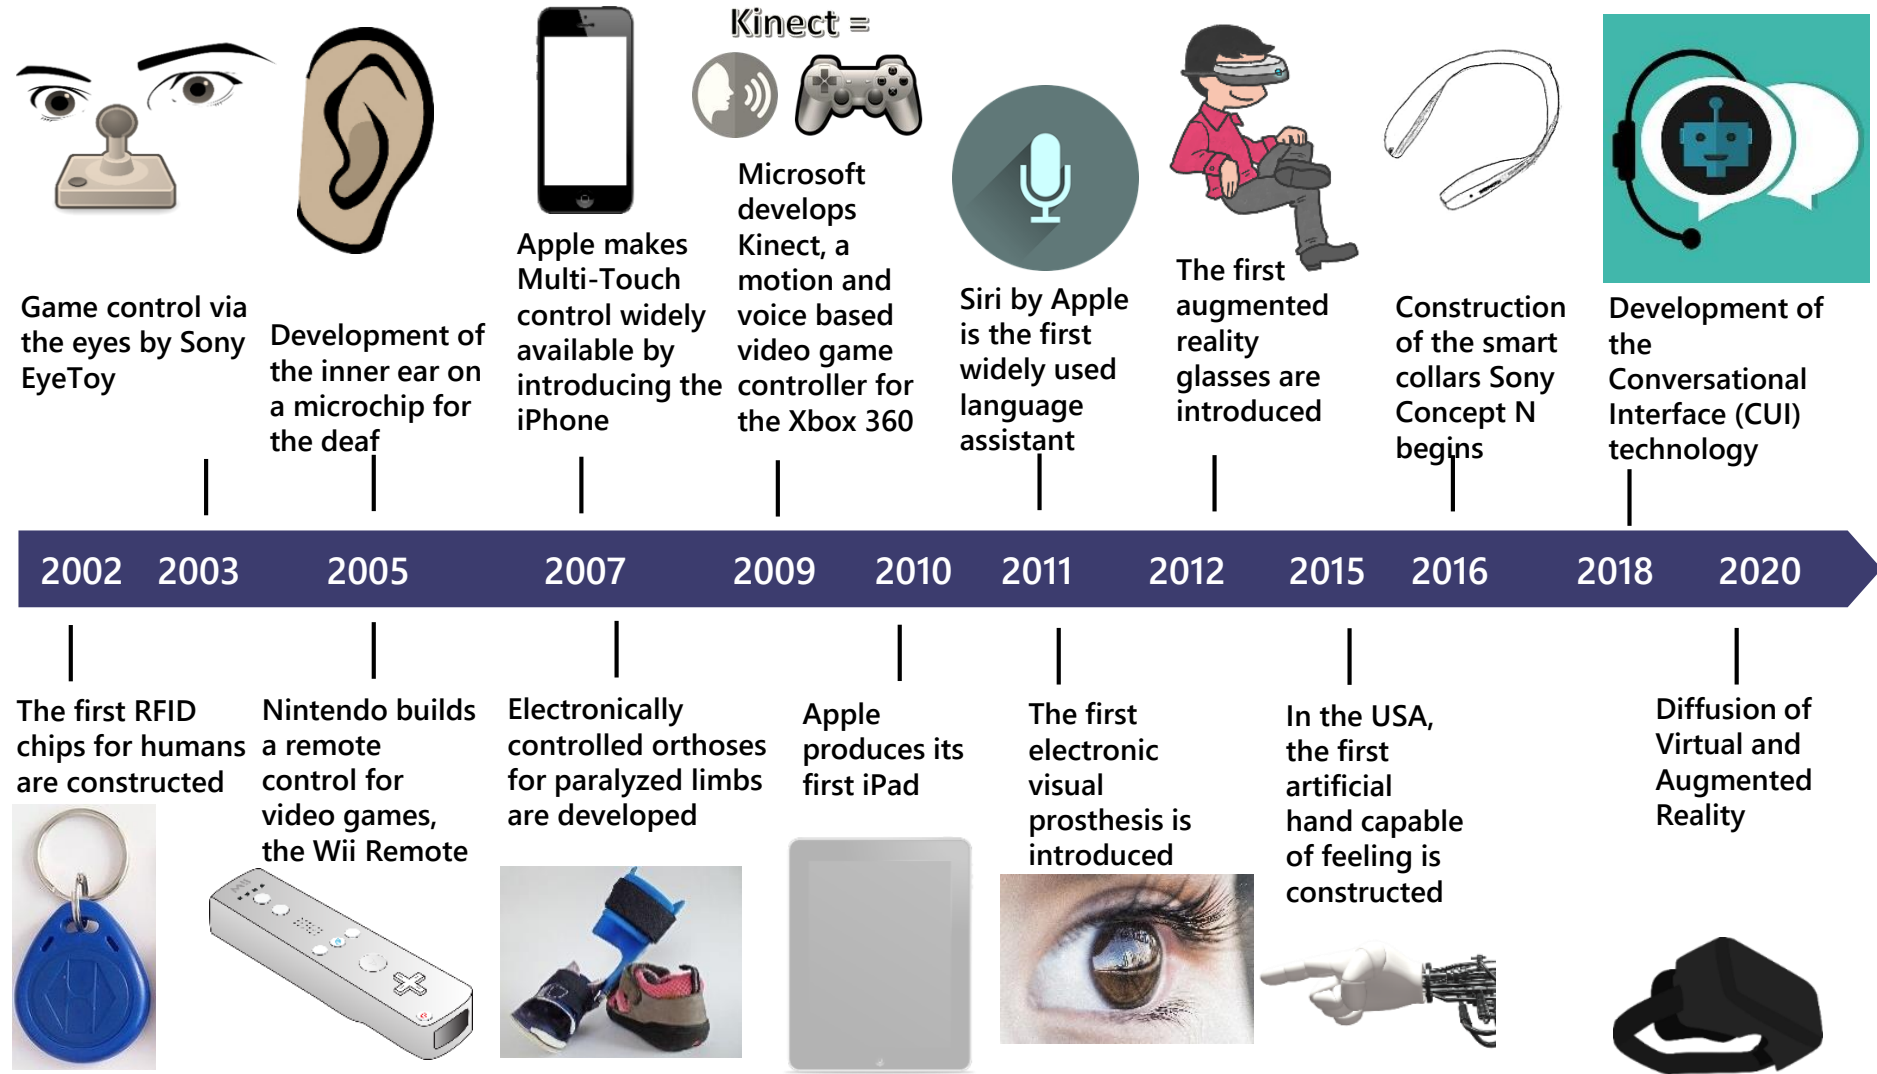 Kinect =
Game control via
the eyes by Sony
EyeToy
Development of
the inner ear on
a microchip for
the deaf
Apple makes
Multi-Touch
control widely
available by
introducing the
iPhone
Microsoft
develops
Kinect, a
motion and
voice based
video game
controller for
the Xbox 360
Siri by Apple
is the first
widely used
language
assistant
The first
augmented
reality
glasses are
introduced
Construction
of the smart
collars Sony
Concept N
begins
Development of
the
Conversational
Interface (CUI)
technology
2002 2003 2005 2007 2009 2010 2011 2012 2015 2016 2018 2020
The first RFID
chips for humans
are constructed
Nintendo builds
a remote
control for
video games,
the Wii Remote
Wii
Electronically
controlled orthoses
for paralyzed limbs
are developed
Apple
produces its
first iPad
The first
electronic
visual
prosthesis is
introduced
In the USA,
the first
artificial
hand capable
of feeling is
constructed
Diffusion of
Virtual and
Augmented
Reality